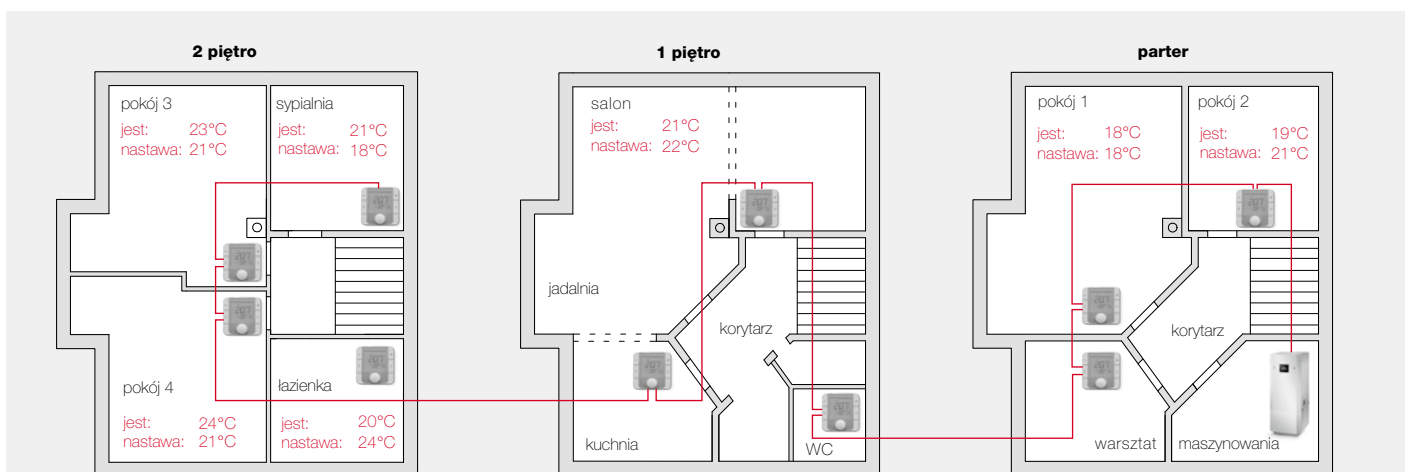 2 piętro
pokój 3
jest: 23°C
nastawa: 21°C
sypialnia
jest: 21°C
nastawa: 18°C
pokój 4
jest: 24°C
nastawa: 21°C
łazienka
jest: 20°C
nastawa: 24°C
1 piętro
salon
jest: 21°C
nastawa: 22°C
jadalnia
korytarz
kuchnia
WC
parter
pokój 1
jest: 18°C
nastawa: 18°C
pokój 2
jest: 19°C
nastawa: 21°C
korytarz
warsztat
maszynowania